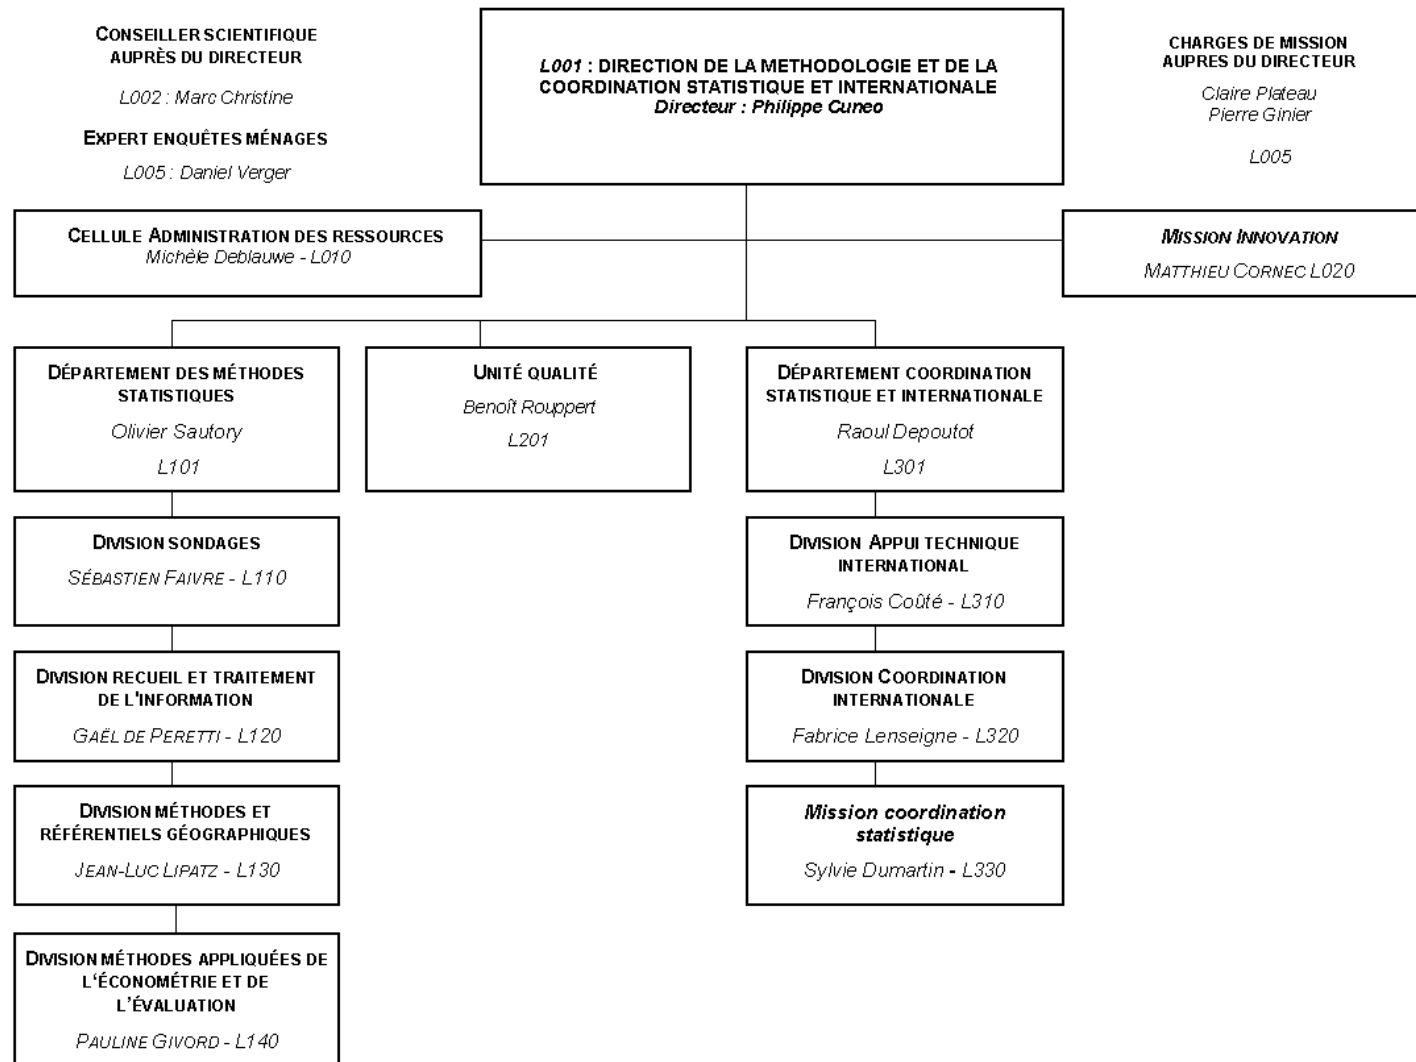 CONSEILLER SCIENTIFIQUE
AUPRÈS DU DIRECTEUR
L002 : Marc Christine
EXPERT ENQUÊTES MÉNAGES
L005 : Daniel Verger
L001 : DIRECTION DE LA METHODOLOGIE ET DE LA
COORDINATION STATISTIQUE ET INTERNATIONALE
Directeur : Philippe Cuneo
CHARGES DE MISSION
AUPRES DU DIRECTEUR
Claire Plateau
Pierre Ginier
L005
CELLULE ADMINISTRATION DES RESSOURCES
Michèle Deblauwe - L010
MISSION INNOVATION
MATTHIEU CORNEC L020
DÉPARTEMENT DES MÉTHODES
STATISTIQUES
Olivier Sautory
L101
UNITÉ QUALITÉ
Benoît Rouppert
L201
DÉPARTEMENT COORDINATION
STATISTIQUE ET INTERNATIONALE
Raoul Depoutot
L301
DIVISION SONDAGES
SÉBASTIEN FAIVRE - L110
DIVISION APPUI TECHNIQUE
INTERNATIONAL
François Coûté - L310
DIVISION RECUEIL ET TRAITEMENT
DE L'INFORMATION
GAËL DE PERETTI - L120
DIVISION COORDINATION
INTERNATIONALE
Fabrice Lenseigne - L320
DIVISION MÉTHODES ET
RÉFÉRENTIELS GÉOGRAPHIQUES
JEAN-LUC LIPATZ - L130
Mission coordination
statistique
Sylvie Dumartin - L330
DIVISION MÉTHODES APPLIQUÉES DE
L'ÉCONOMÉTRIE ET DE
L'ÉVALUATION
PAULINE GIVORD - L140